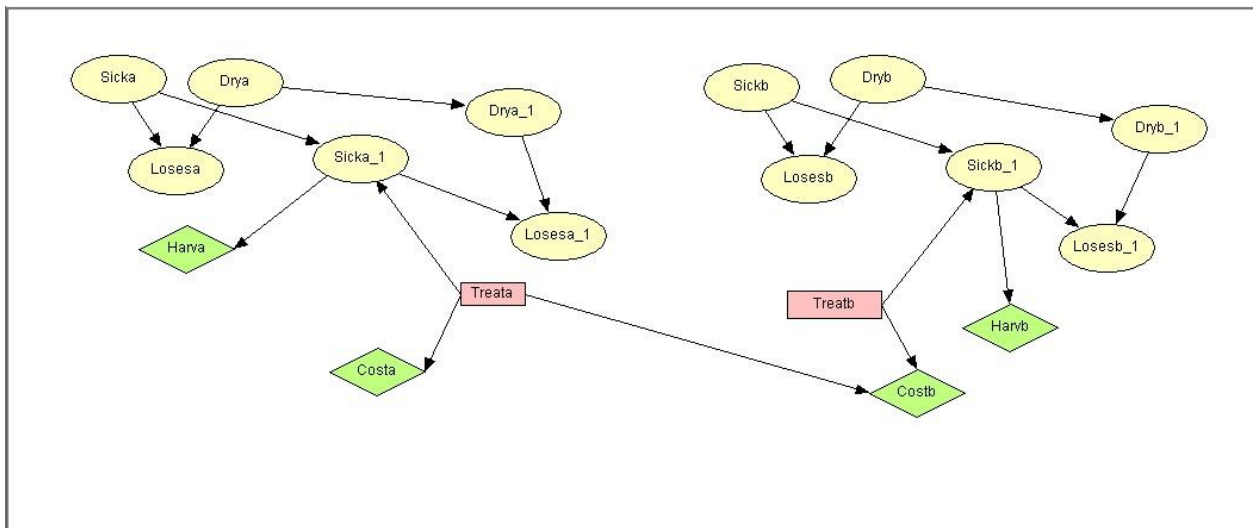 Sicka
Drya
Drya_1
Losesa
Sicka_1
Harva
Losesa_1
Treata
Costa
Sickb
Dryb
Dryb_1
Losesb
Sickb_1
Losesb_1
Treatb
Harvb
Costb